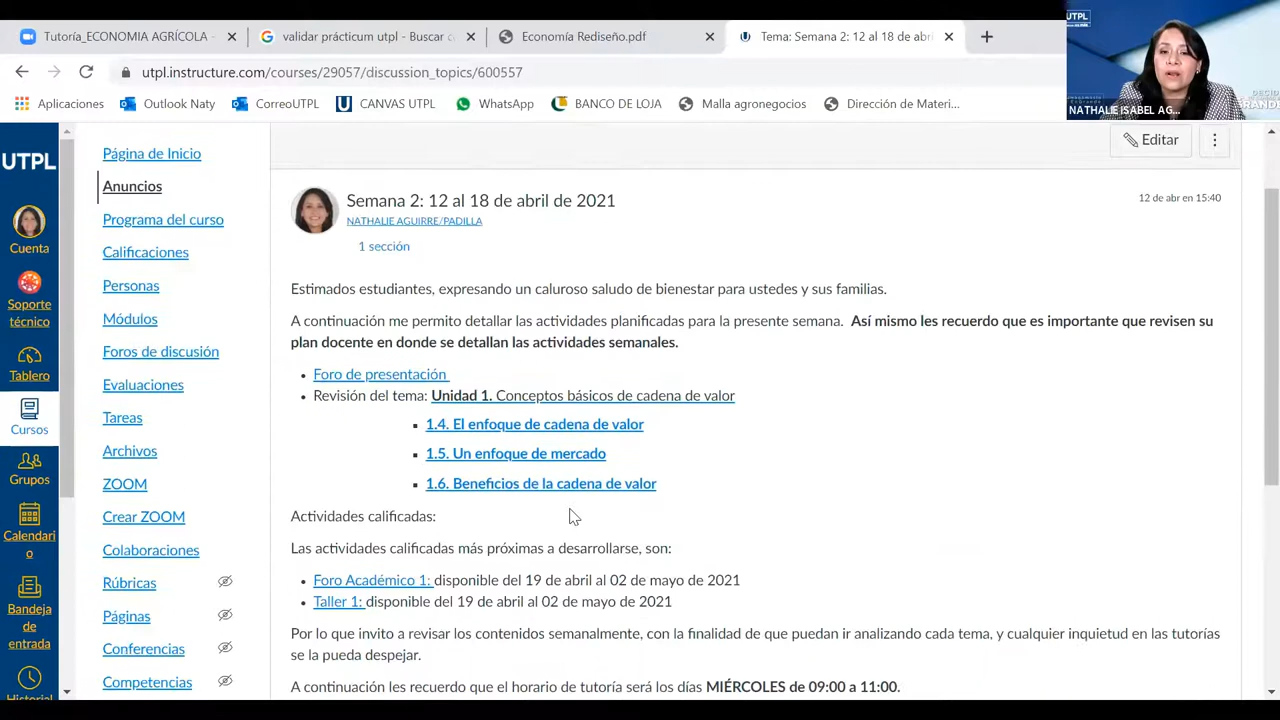 Tutoría_ECONOMIA AGRÍCOLA -
validar prácticum utpl - Buscar
Economía Rediseño.pdf
Tema: Semana 2: 12 al 18 de abri
utpl.instructure.com/courses/29057/discussion_topics/600557
Aplicaciones
Outlook Naty
CorreoUTPL
CANVAS UTPL
WhatsApp
BANCO DE LOJA
Malla agronegocios
Dirección de Materi...
UTPL
NATHALIE ISABEL AG...
UTPL
Cuenta
Soporte
técnico
Tablero
Cursos
Grupos
Calendari
o
Bandeja
de
entrada
Historial
Página de Inicio
Anuncios
Programa del curso
Calificaciones
Personas
Módulos
Foros de discusión
Evaluaciones
Tareas
Archivos
ZOOM
Crear ZOOM
Colaboraciones
Rúbricas
Páginas
Conferencias
Competencias
Editar
Semana 2: 12 al 18 de abril de 2021
12 de abr en 15:40
NATHALIE AGUIRRE/PADILLA
1 sección
Estimados estudiantes, expresando un caluroso saludo de bienestar para ustedes y sus familias.
A continuación me permito detallar las actividades planificadas para la presente semana. Así mismo les recuerdo que es importante que revisen su
plan docente en donde se detallan las actividades semanales.
• Foro de presentación
• Revisión del tema: Unidad 1. Conceptos básicos de cadena de valor
▪ 1.4. El enfoque de cadena de valor
▪ 1.5. Un enfoque de mercado
▪ 1.6. Beneficios de la cadena de valor
Actividades calificadas:
Las actividades calificadas más próximas a desarrollarse, son:
• Foro Académico 1: disponible del 19 de abril al 02 de mayo de 2021
• Taller 1: disponible del 19 de abril al 02 de mayo de 2021
Por lo que invito a revisar los contenidos semanalmente, con la finalidad de que puedan ir analizando cada tema, y cualquier inquietud en las tutorías
se la pueda despejar.
A continuación les recuerdo que el horario de tutoría será los días MIÉRCOLES de 09:00 a 11:00.